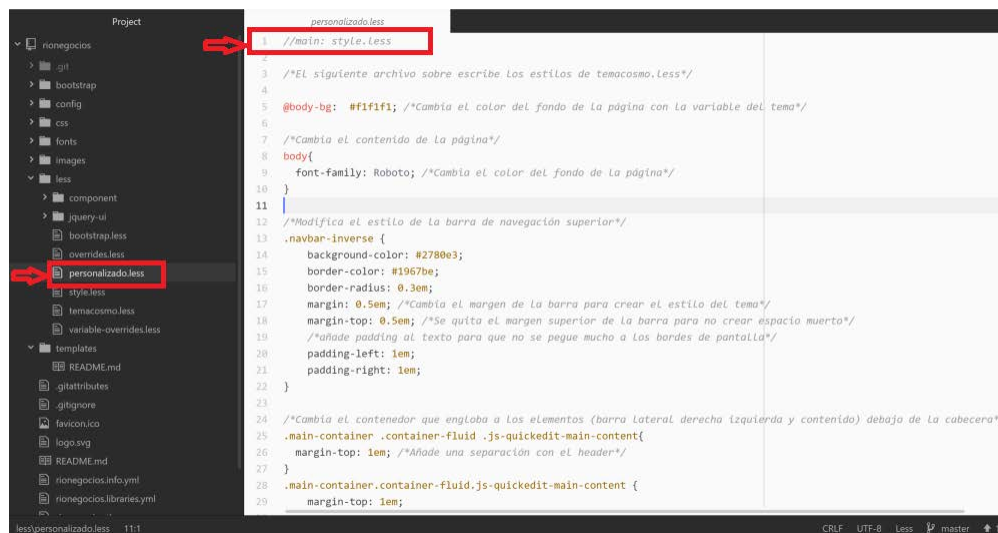 Project
rionegocios
.git
bootstrap
config
css
fonts
images
less
component
jquery-ui
bootstrap.less
overrides.less
personalizado.less
style.less
temacosmo.less
variable-overrides.less
templates
README.md
.gitattributes
.gitignore
favicon.ico
logo.svg
README.md
rionegocios.info.yml
rionegocios.libraries.yml
personalizado.less
1 //main: style.less
2
3 /*El siguiente archivo sobre escribe los estilos de temacosmo.less*/
4
5 @body-bg: #f1f1f1; /*Cambia el color del fondo de la página con la variable del tema*/
6
7 /*Cambia el contenido de la página*/
8 body{
9 font-family: Roboto; /*Cambia el color del fondo de la página*/
10 }
11
12 /*Modifica el estilo de la barra de navegación superior*/
13 .navbar-inverse {
14 background-color: #2780e3;
15 border-color: #1967be;
16 border-radius: 0.3em;
17 margin: 0.5em; /*Cambia el margen de la barra para crear el estilo del tema*/
18 margin-top: 0.5em; /*Se quita el margen superior de la barra para no crear espacio muerto*/
19 /*añade padding al texto para que no se pegue mucho a los bordes de pantalla*/
20 padding-left: 1em;
21 padding-right: 1em;
22 }
23
24 /*Cambia el contenedor que engloba a los elementos (barra lateral derecha izquierda y contenido) debajo de la cabecera*
25 .main-container .container-fluid .js-quickedit-main-content{
26 margin-top: 1em; /*Añade una separación con el header*/
27 }
28 .main-container.container-fluid.js-quickedit-main-content {
29 margin-top: 1em;
less\personalizado.less 11:1
CRLF UTF-8 Less master